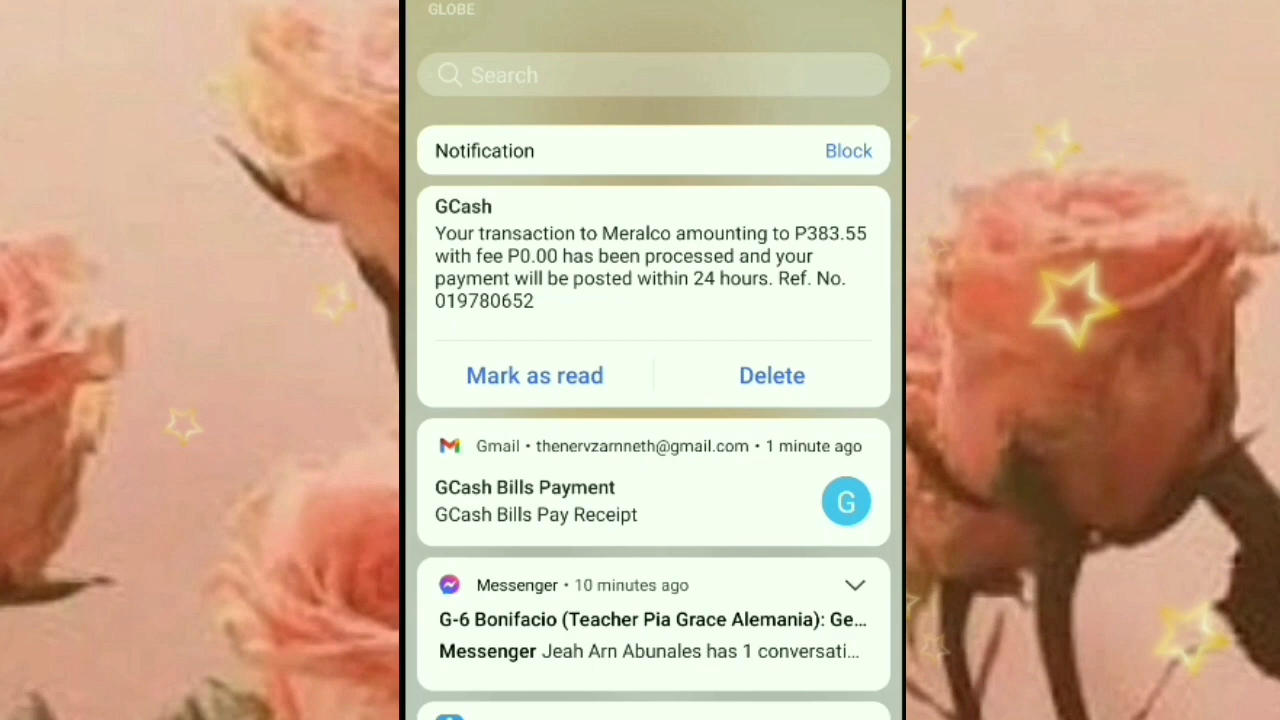 GLOBE
Search
Notification
Block
GCash
Your transaction to Meralco amounting to P383.55
with fee P0.00 has been processed and your
payment will be posted within 24 hours. Ref. No.
019780652
Mark as read
Delete
Gmail • thenervzarnneth@gmail.com • 1 minute ago
GCash Bills Payment
GCash Bills Pay Receipt
G
Messenger • 10 minutes ago
G-6 Bonifacio (Teacher Pia Grace Alemania): Ge...
Messenger Jeah Arn Abunales has 1 conversati...